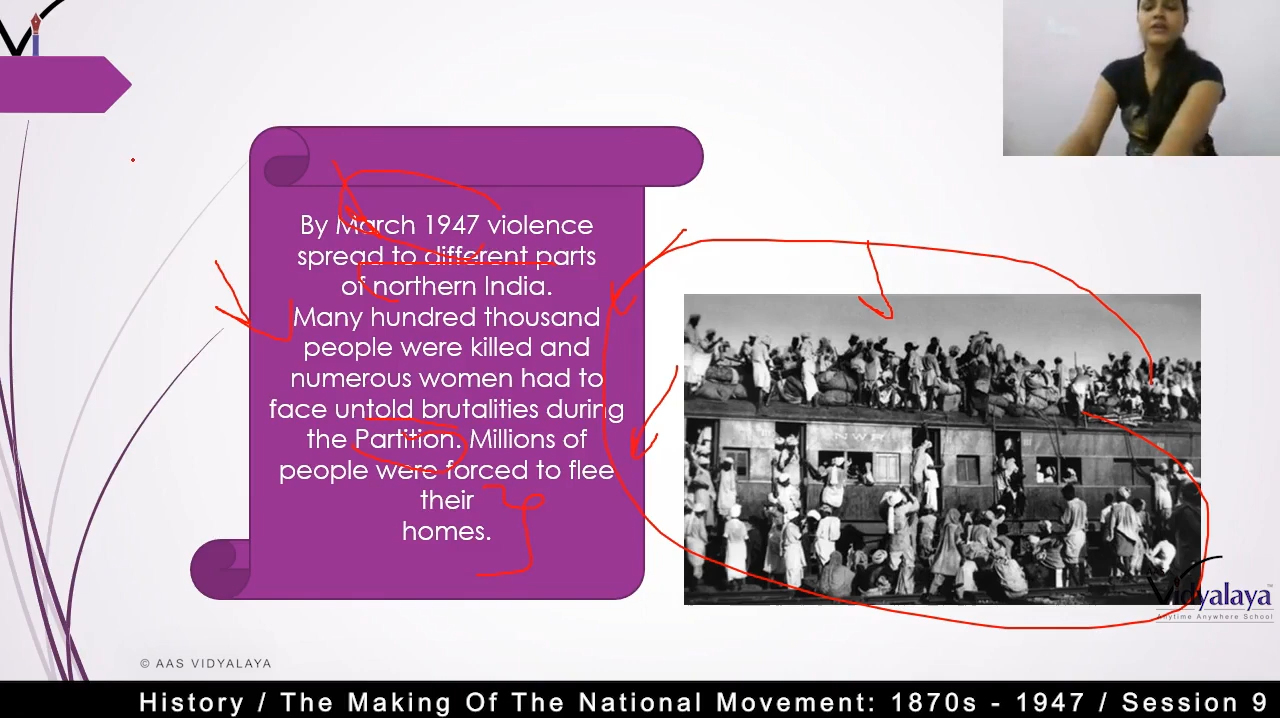 By March 1947 violence
spread to different parts
of northern India.
Many hundred thousand
people were killed and
numerous women had to
face untold brutalities during
the Partition. Millions of
people were forced to flee
their
homes.
NWR
Vidyalaya
Anytime Anywhere School
© AAS VIDYALAYA
History / The Making Of The National Movement: 1870s - 1947 / Session 9